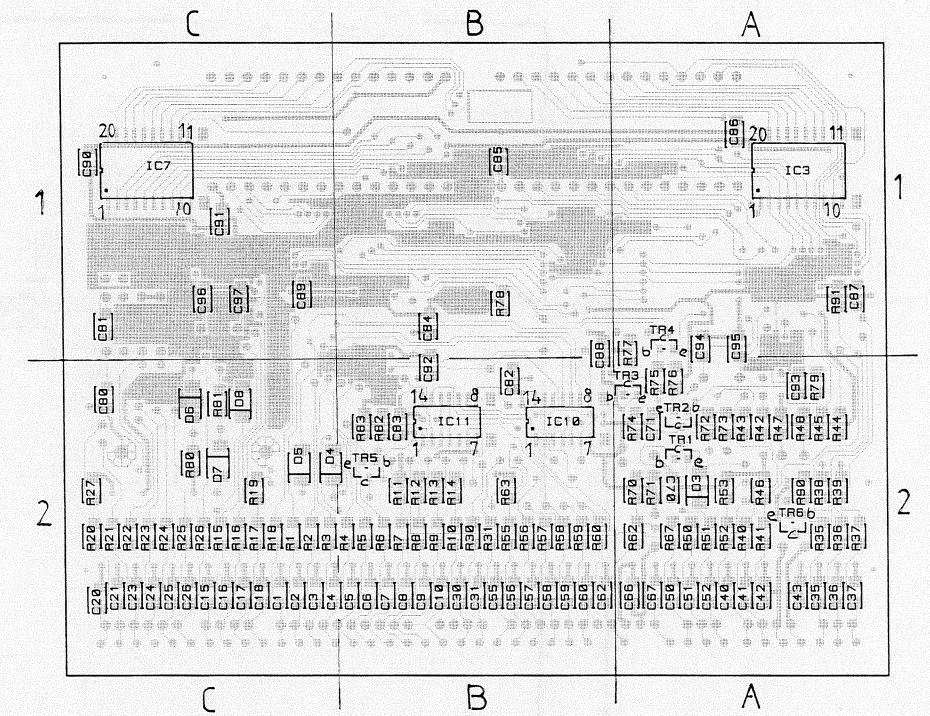 C B A
C86
20 11 20 11
C90 IC7 C85 IC3
1 1
1 10 1 10
C91
C96 C97 C89 R78 R91 C87
C81 C84
TR4
C88 R77 b e C94 C95
C92
TR3 R75 R76
C82 C93 R79
b e
C80 D6 R81 D8
14 8 14 8
e TR2 b
R83 R82 C83 IC11 IC10 R74 C71 c R72 R73 R43 R42 R47 R48 R45 R44
1 7 1 7
TR1
R80 D7 D5 D4 e TR5 b b e
c
R27 R19 R11 R12 R13 R14 R63 R70 R71 C70 D3 R53 R46 R90 R38 R39
2 2
e TR6 b
R20 R21 R22 R23 R24 R25 R26 R15 R16 R17 R18 R1 R2 R3 R4 R5 R6 R7 R8 R9 R10 R30 R31 R55 R56 R57 R58 R59 R60 R62 R67 R50 R51 R52 R40 R41 R35 R36 R37
C20 C21 C23 C24 C25 C26 C15 C16 C17 C18 C1 C2 C3 C4 C5 C6 C7 C8 C9 C10 C30 C31 C55 C56 C57 C58 C59 C60 C62 C66 C67 C50 C51 C52 C40 C41 C42 C43 C35 C36 C37
C B A